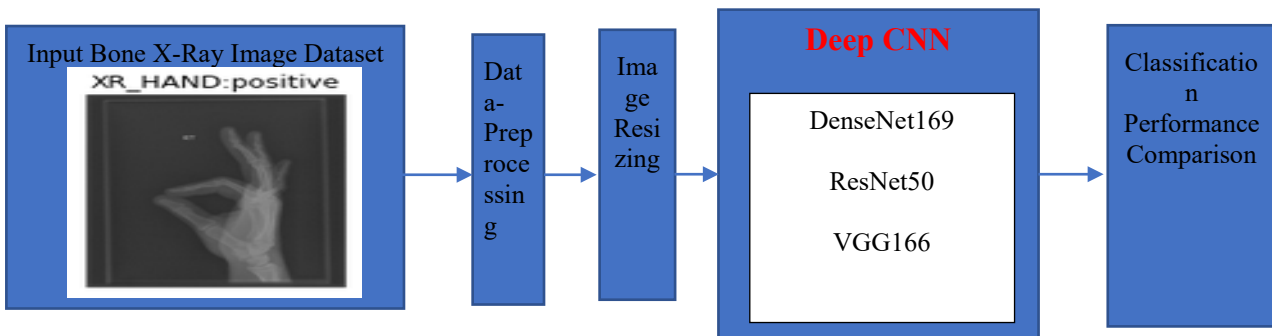 Input Bone X-Ray Image Dataset
XR_HAND:positive
Dat
a-
Prep
roce
ssin
g
Ima
ge
Resi
zing
Deep CNN
DenseNet169
ResNet50
VGG166
Classificatio
n
Performance
Comparison